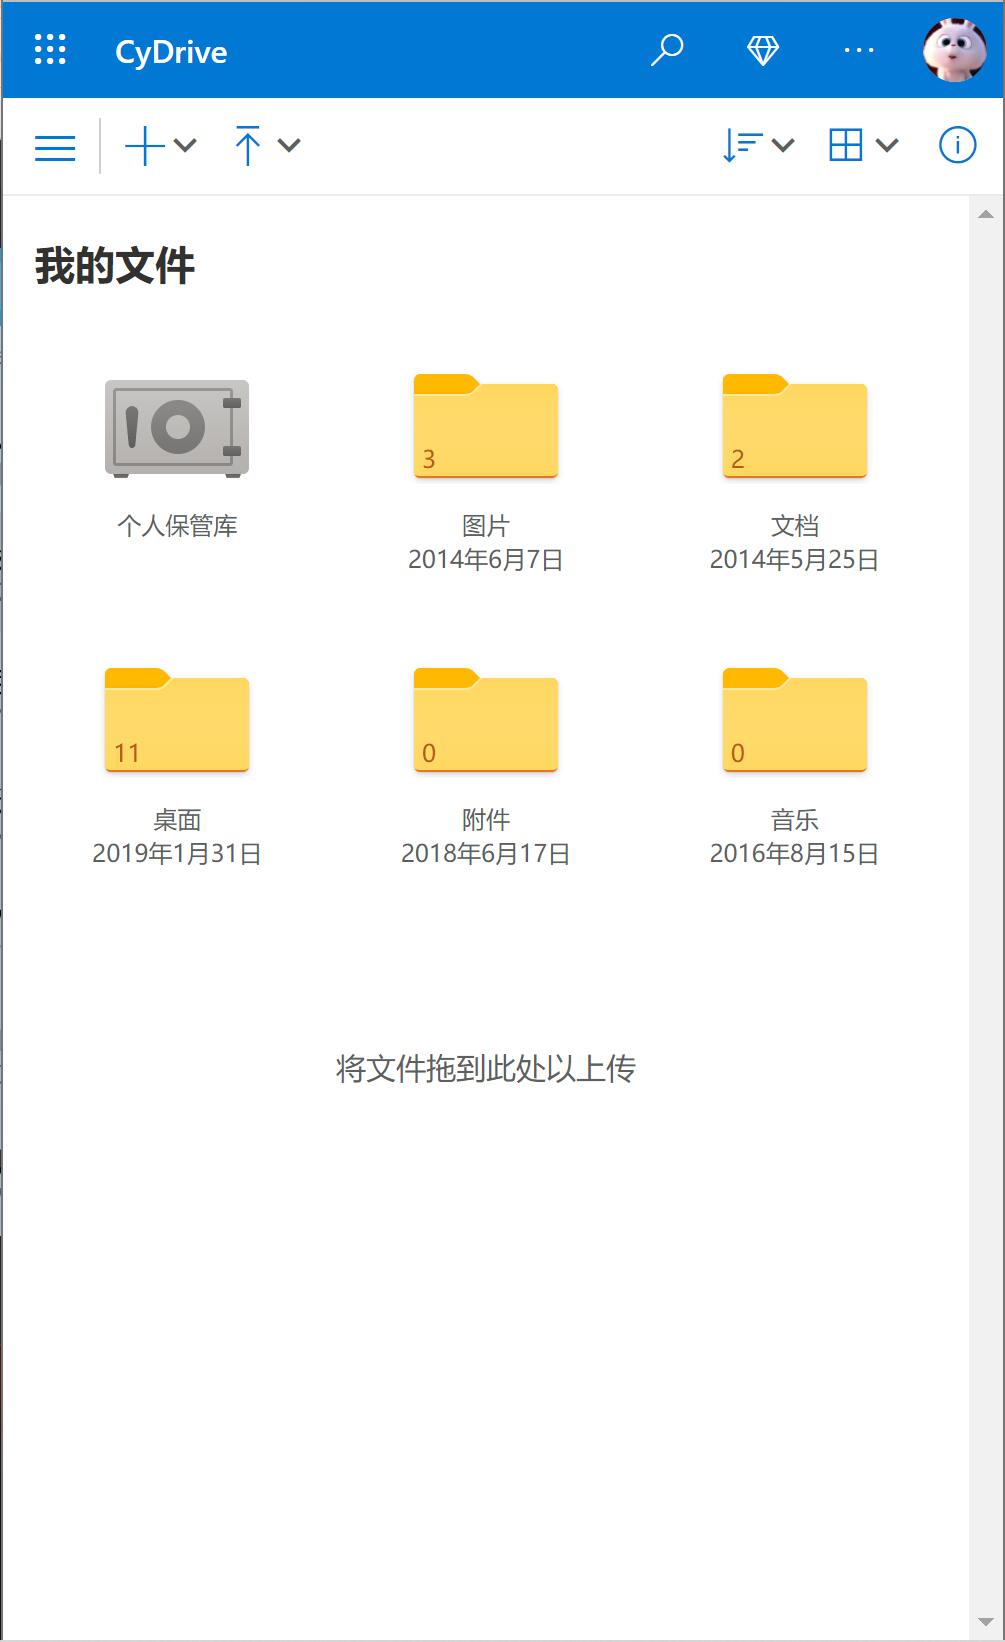 CyDrive
我的文件
3
2
个人保管库
图片
文档
2014年6月7日
2014年5月25日
11
0
0
桌面
附件
音乐
2019年1月31日
2018年6月17日
2016年8月15日
将文件拖到此处以上传